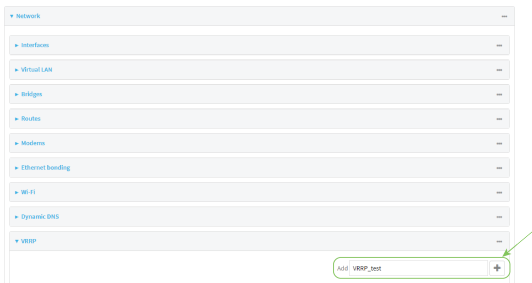 Network
Interfaces
Virtual LAN
Bridges
Routes
Modems
Ethernet bonding
Wi-Fi
Dynamic DNS
VRRP
Add VRRP_test